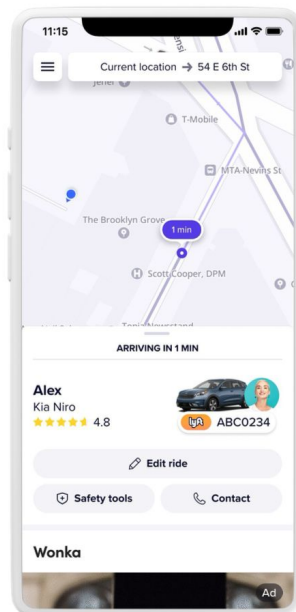 11:15
Current location → 54 E 6th St
T-Mobile
MTA-Nevins St
The Brooklyn Grove
1 min
Scott Cooper, DPM
ARRIVING IN 1 MIN
Alex
Kia Niro
4.8
lyft
ABC0234
Edit ride
Safety tools
Contact
Wonka
Ad